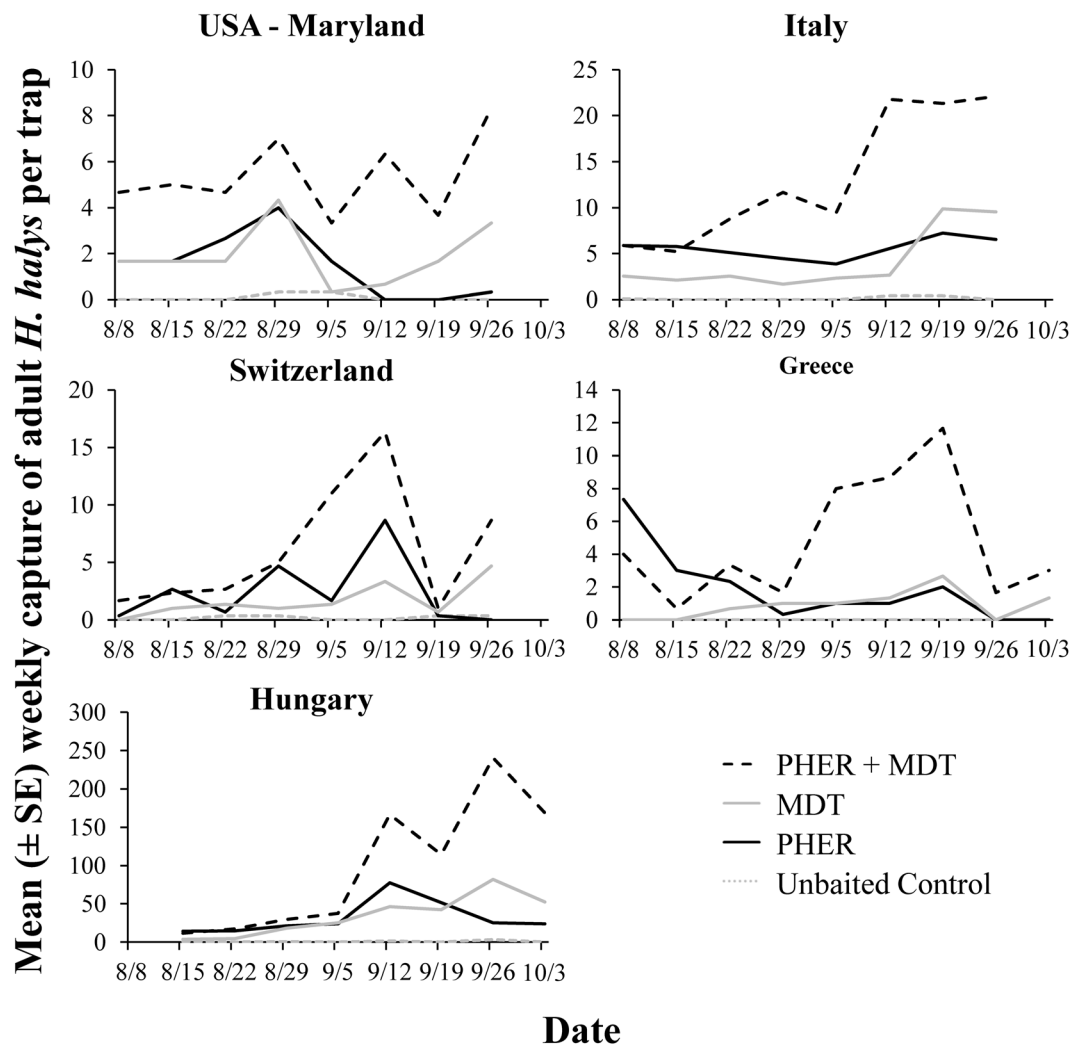 Mean (± SE) weekly capture of adult H. halys per trap
USA - Maryland
10
8
6
4
2
0
8/8 8/15 8/22 8/29 9/5 9/12 9/19 9/26 10/3
Italy
25
20
15
10
5
0
8/8 8/15 8/22 8/29 9/5 9/12 9/19 9/26 10/3
Switzerland
20
15
10
5
0
8/8 8/15 8/22 8/29 9/5 9/12 9/19 9/26 10/3
Greece
14
12
10
8
6
4
2
0
8/8 8/15 8/22 8/29 9/5 9/12 9/19 9/26 10/3
Hungary
300
250
200
150
100
50
0
8/8 8/15 8/22 8/29 9/5 9/12 9/19 9/26 10/3
PHER + MDT
MDT
PHER
Unbaited Control
Date